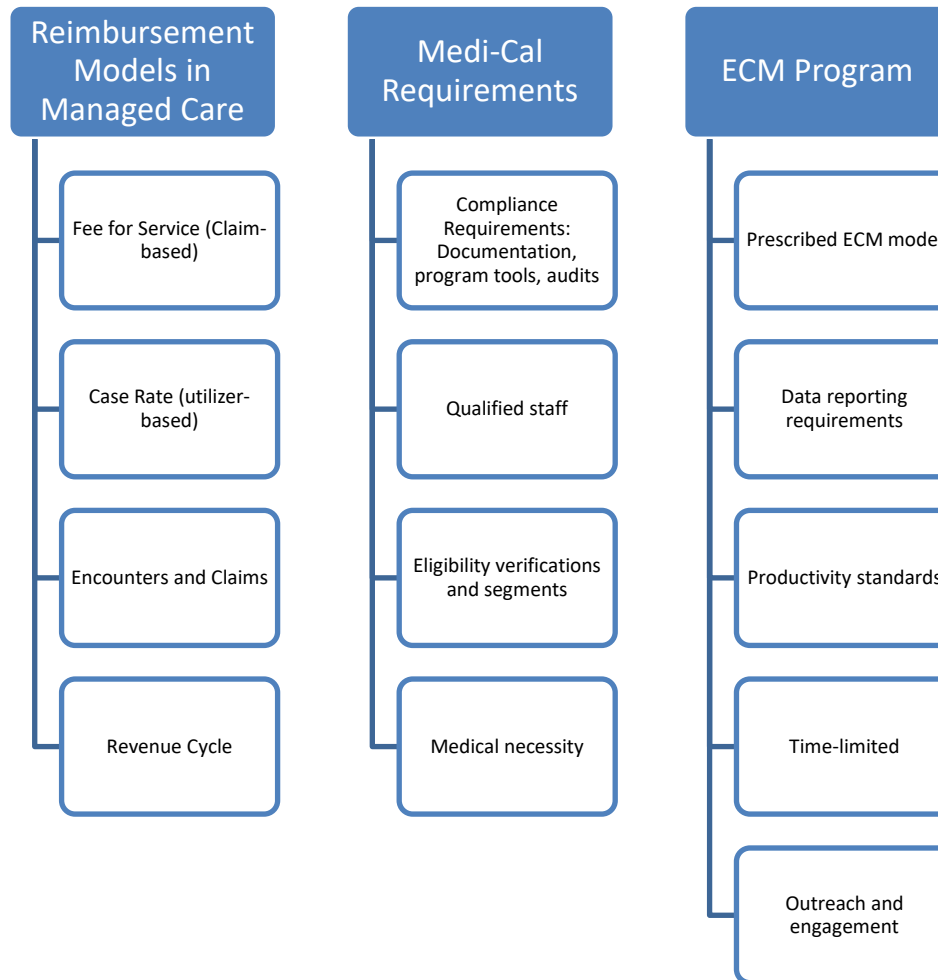 Reimbursement
Models in
Managed Care
Fee for Service (Claim-
based)
Case Rate (utilizer-
based)
Encounters and Claims
Revenue Cycle
Medi-Cal
Requirements
Compliance
Requirements:
Documentation,
program tools, audits
Qualified staff
Eligibility verifications
and segments
Medical necessity
ECM Program
Prescribed ECM model
Data reporting
requirements
Productivity standards
Time-limited
Outreach and
engagement